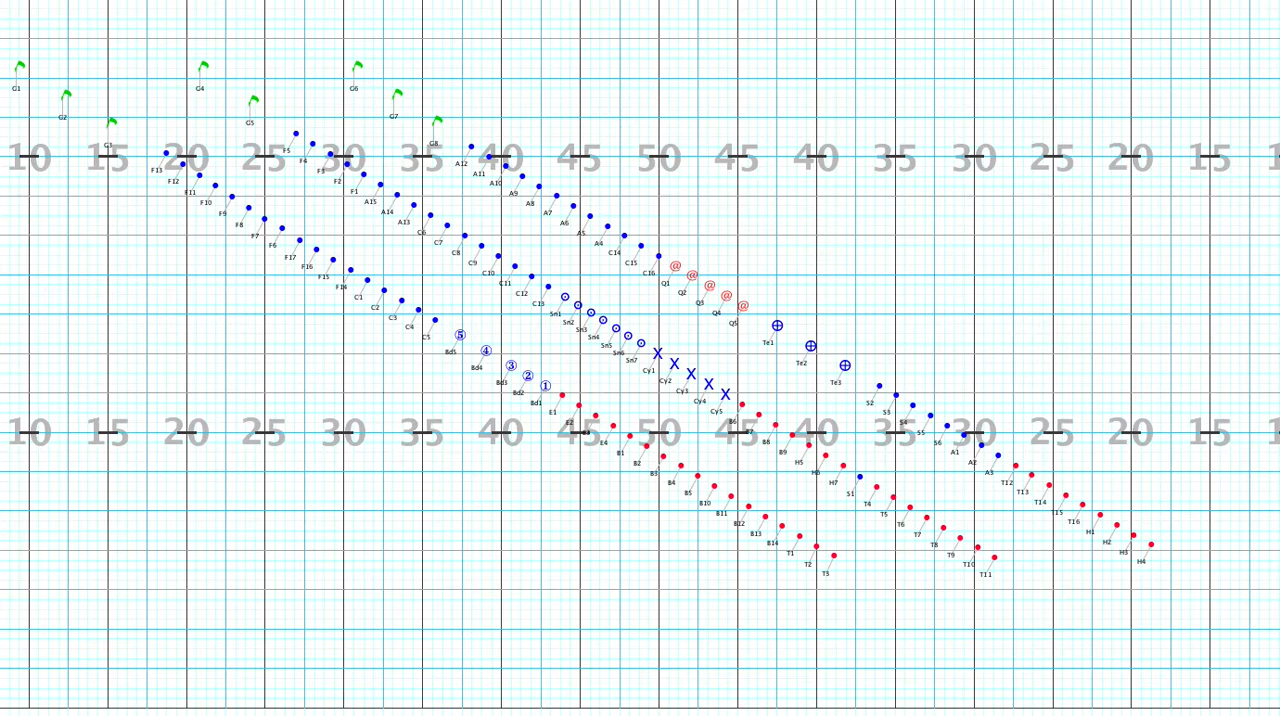 G1 G4 G6
G2 G5 G7
G3 G8
10 15 20 25 30 35 40 45 50 45 40 35 30 25 20 15 1
F13 F12 F11 F10 F9 F8 F7 F6 F17 F16 F15 F14 C1 C2 C3 C4 C5
⑤ ④ ③ ② ①
Bd5 Bd4 Bd3 Bd2 Bd1
E1 E2 E3 E4 B1 B2 B3 B4 B5 B10 B11 B12 B13 B14 T1 T2 T3
F5 F4 F3 F2 F1 A15 A14 A13 C6 C7 C8 C9 C10 C11 C12 C13
Sn1 Sn2 Sn3 Sn4 Sn5 Sn6 Sn7
X X X X X
Cy1 Cy2 Cy3 Cy4 Cy5
B6 B7 B8 B9 H5 H6 H7 S1 T4 T5 T6 T7 T8 T9 T10 T11
A12 A11 A10 A9 A8 A7 A6 A5 A4 C14 C15 C16
@ @ @ @ @
Q1 Q2 Q3 Q4 Q5
Te1 Te2 Te3
S2 S3 S4 S5 S6 A1 A2 A3 T12 T13 T14 T15 T16 H1 H2 H3 H4
10 15 20 25 30 35 40 45 50 45 40 35 30 25 20 15 1